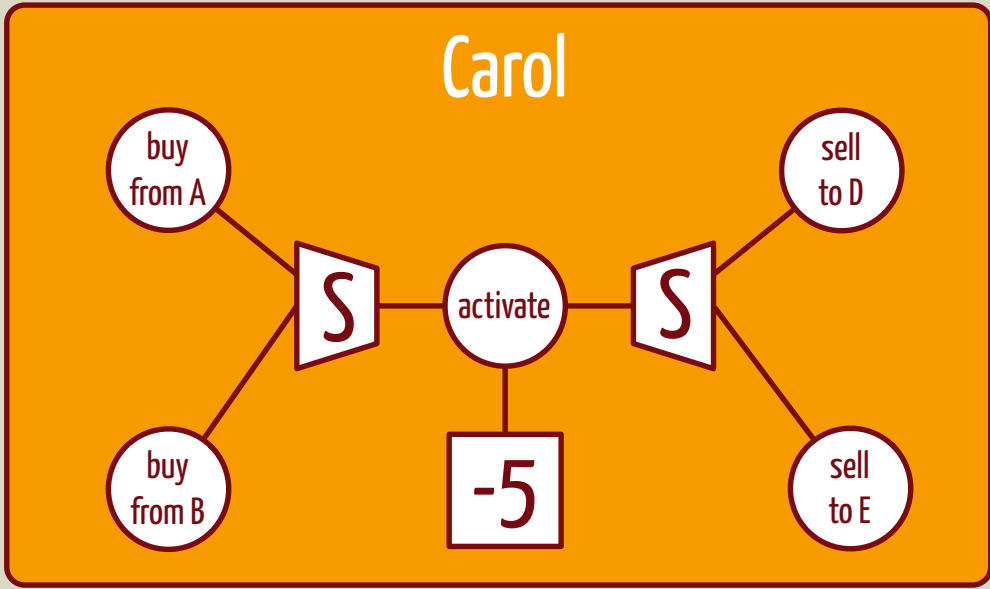 Carol
buy
from A
sell
to D
S
activate
S
buy
from B
-5
sell
to E